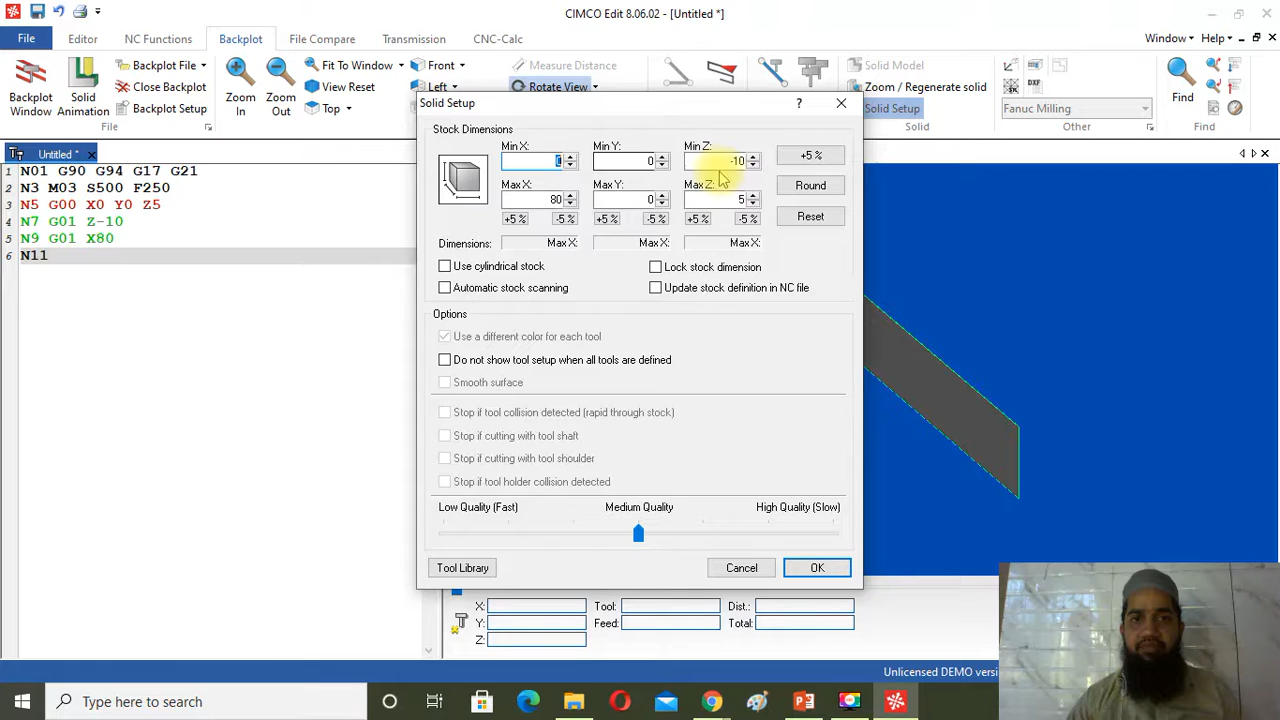 CIMCO Edit 8.06.02 - [Untitled *]
File
Editor
NC Functions
Backplot
File Compare
Transmission
CNC-Calc
Window
Help
Backplot Window
Solid Animation
Backplot File
Close Backplot
Backplot Setup
File
Zoom In
Zoom Out
Fit To Window
View Reset
Top
Front
Left
Measure Distance
Rotate View
Solid Model
Zoom / Regenerate solid
Solid Setup
Solid
Fanuc Milling
Other
Find
Find
Untitled *
1 N01 G90 G94 G17 G21
2 N3 M03 S500 F250
3 N5 G00 X0 Y0 Z5
4 N7 G01 Z-10
5 N9 G01 X80
6 N11
Solid Setup
?
Stock Dimensions
Min X:
Min Y:
Min Z:
0
0
-10
+5 %
Max X:
Max Y:
Max Z:
Round
80
0
5
+5 %
-5 %
+5 %
-5 %
+5 %
-5 %
Reset
Dimensions:
Max X:
Max X:
Max X:
Use cylindrical stock
Lock stock dimension
Automatic stock scanning
Update stock definition in NC file
Options
Use a different color for each tool
Do not show tool setup when all tools are defined
Smooth surface
Stop if tool collision detected (rapid through stock)
Stop if cutting with tool shaft
Stop if cutting with tool shoulder
Stop if tool holder collision detected
Low Quality (Fast)
Medium Quality
High Quality (Slow)
Tool Library
Cancel
OK
X:
Tool:
Dist.:
Y:
Feed:
Total:
Z:
Unlicensed DEMO versi
Type here to search